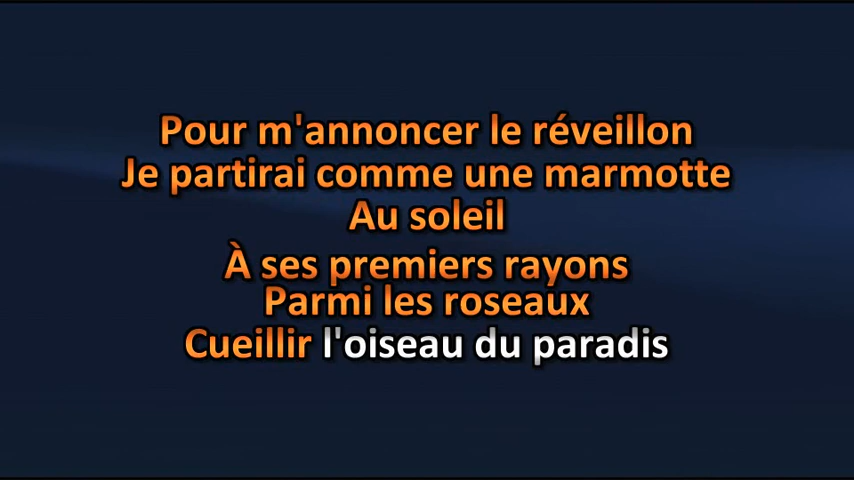 Pour m'annoncer le réveillon
Je partirai comme une marmotte
Au soleil
À ses premiers rayons
Parmi les roseaux
Cueillir l'oiseau du paradis